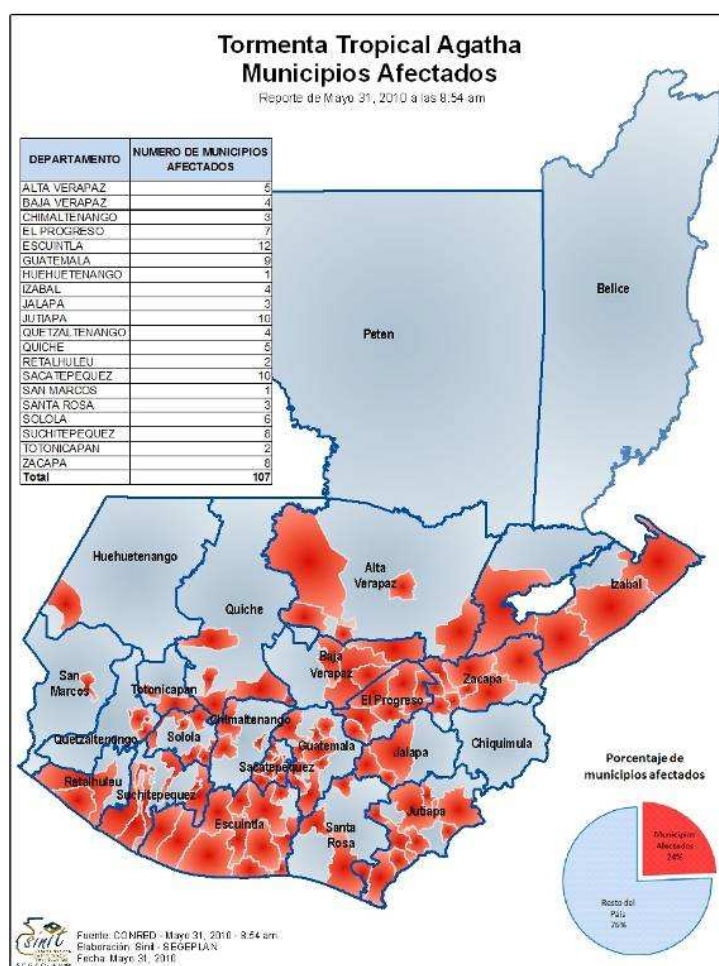 Tormenta Tropical Agatha
Municipios Afectados
Reporte de Mayo 31, 2010 a las 8:54 am
DEPARTAMENTO NUMERO DE MUNICIPIOS AFECTADOS
ALTA VERAPAZ 5
BAJA VERAPAZ 4
CHIMALTENANGO 3
EL PROGRESO 7
ESCUINTLA 12
GUATEMALA 9
HUEHUETENANGO 1
IZABAL 4
JALAPA 3
JUTIAPA 10
QUETZALTENANGO 4
QUICHE 5
RETALHULEU 2
SACATEPEQUEZ 10
SAN MARCOS 1
SANTA ROSA 3
SOLOLA 6
SUCHITEPEQUEZ 8
TOTONICAPAN 2
ZACAPA 8
Total 107
Belice
Peten
Huehuetenango
Alta
Verapaz
Izabal
Quiche
Baja
Verapaz
San
Marcos
Totonicapan
Zacapa
El Progreso
Chimaltenango
Quetzaltenango
Solola
Guatemala
Jalapa
Chiquimula
Sacatepequez
Retalhuleu
Suchitepequez
Escuintla
Santa
Rosa
Jutiapa
Porcentaje de
municipios afectados
Municipios
Afectados
24%
Resto del
País
76%
sinit
Fuente: CONRED - Mayo 31, 2010 - 8:54 am
Elaboración: Sinit - SEGEPLAN
Fecha: Mayo 31, 2010